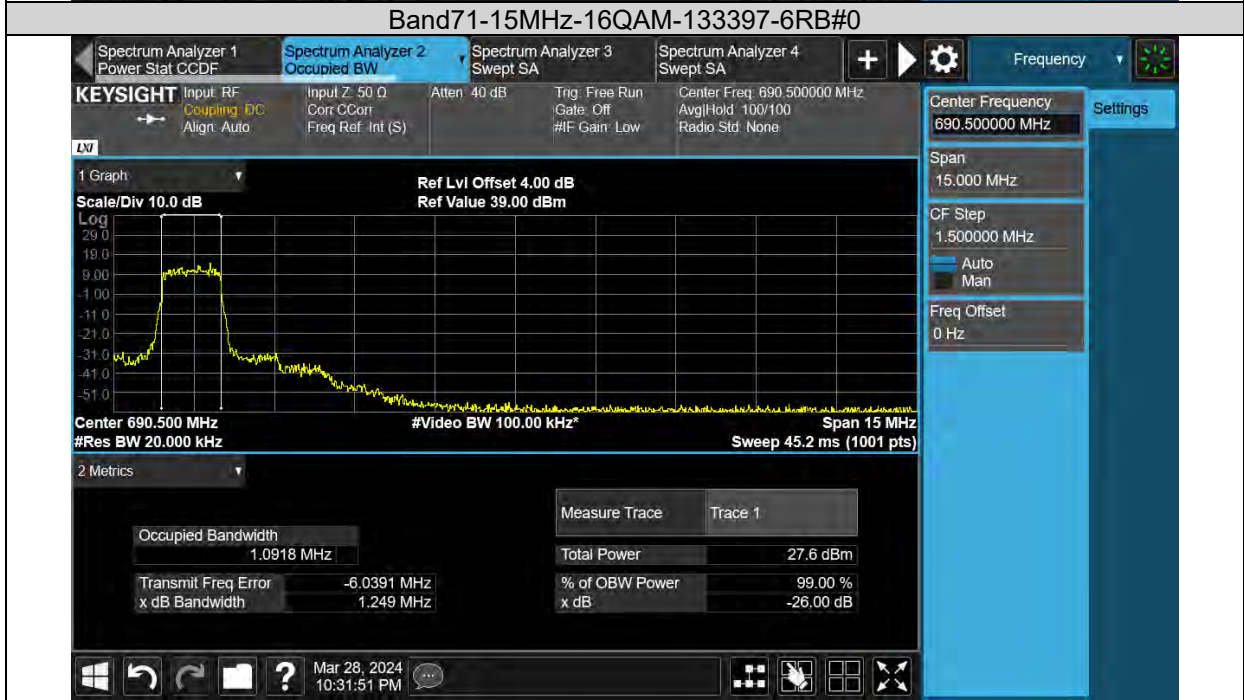 Band71-15MHz-16QAM-133397-6RB#0
Spectrum Analyzer 1
Power Stat CCDF
Spectrum Analyzer 2
Occupied BW
Spectrum Analyzer 3
Swept SA
Spectrum Analyzer 4
Swept SA
+
Frequency
KEYSIGHT
LXI
Input: RF
Coupling: DC
Align: Auto
Input Z: 50 Ω
Corr CCorr
Freq Ref: Int (S)
Atten: 40 dB
Trig: Free Run
Gate: Off
#IF Gain: Low
Center Freq: 690.500000 MHz
Avg|Hold: 100/100
Radio Std: None
Center Frequency
690.500000 MHz
Settings
Span
15.000 MHz
CF Step
1.500000 MHz
Auto
Man
Freq Offset
0 Hz
1 Graph
Scale/Div 10.0 dB
Ref Lvl Offset 4.00 dB
Ref Value 39.00 dBm
Log
29.0
19.0
9.00
-1.00
-11.0
-21.0
-31.0
-41.0
-51.0
Center 690.500 MHz
#Video BW 100.00 kHz*
Span 15 MHz
#Res BW 20.000 kHz
Sweep 45.2 ms (1001 pts)
2 Metrics
Measure Trace
Trace 1
Occupied Bandwidth
1.0918 MHz
Total Power
27.6 dBm
Transmit Freq Error
-6.0391 MHz
% of OBW Power
99.00 %
x dB Bandwidth
1.249 MHz
x dB
-26.00 dB
?
Mar 28, 2024
10:31:51 PM